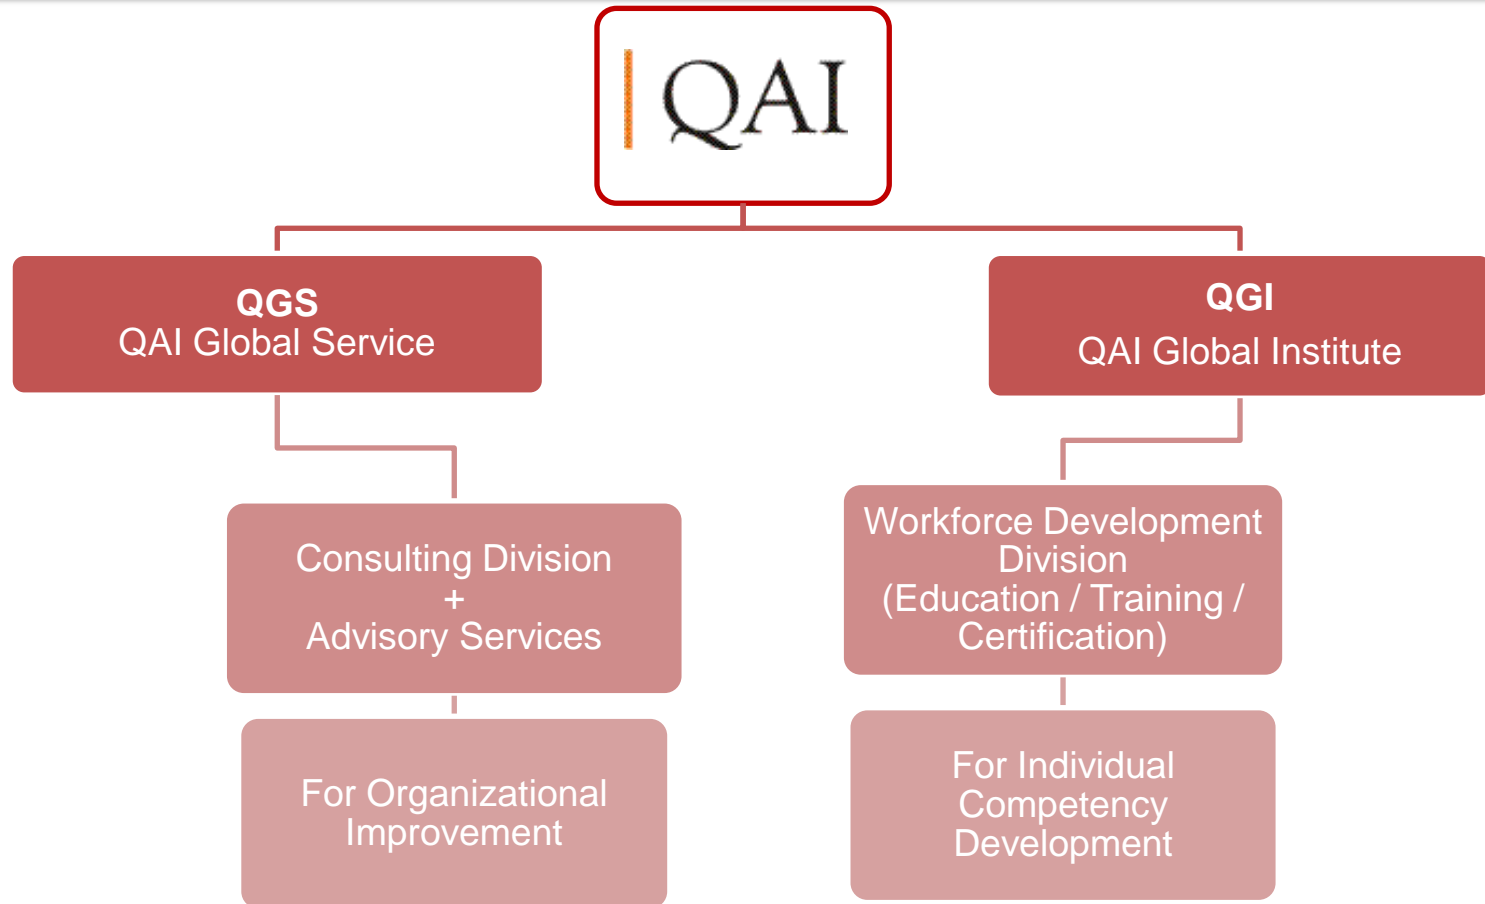 QAI
QGS
QAI Global Service
QGI
QAI Global Institute
Consulting Division
+
Advisory Services
Workforce Development
Division
(Education / Training /
Certification)
For Organizational
Improvement
For Individual
Competency
Development